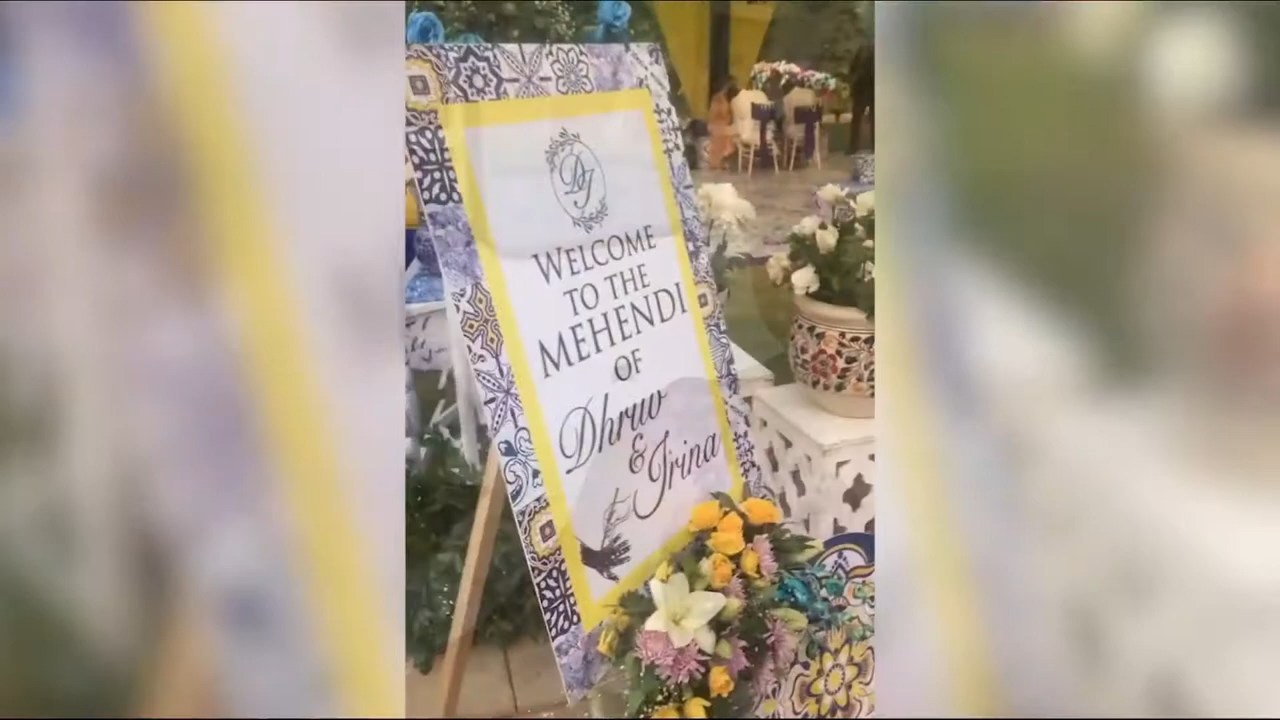 DJ
WELCOME
TO THE
MEHENDI
OF
Dhruv
& Irina